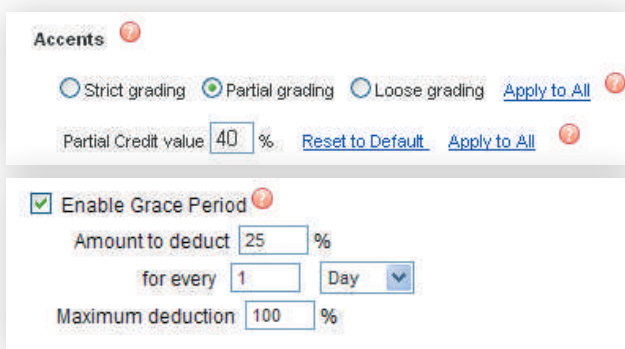 Accents ?
Strict grading Partial grading Loose grading Apply to All ?
Partial Credit value 40 % Reset to Default Apply to All ?
Enable Grace Period ?
Amount to deduct 25 %
for every 1 Day
Maximum deduction 100 %